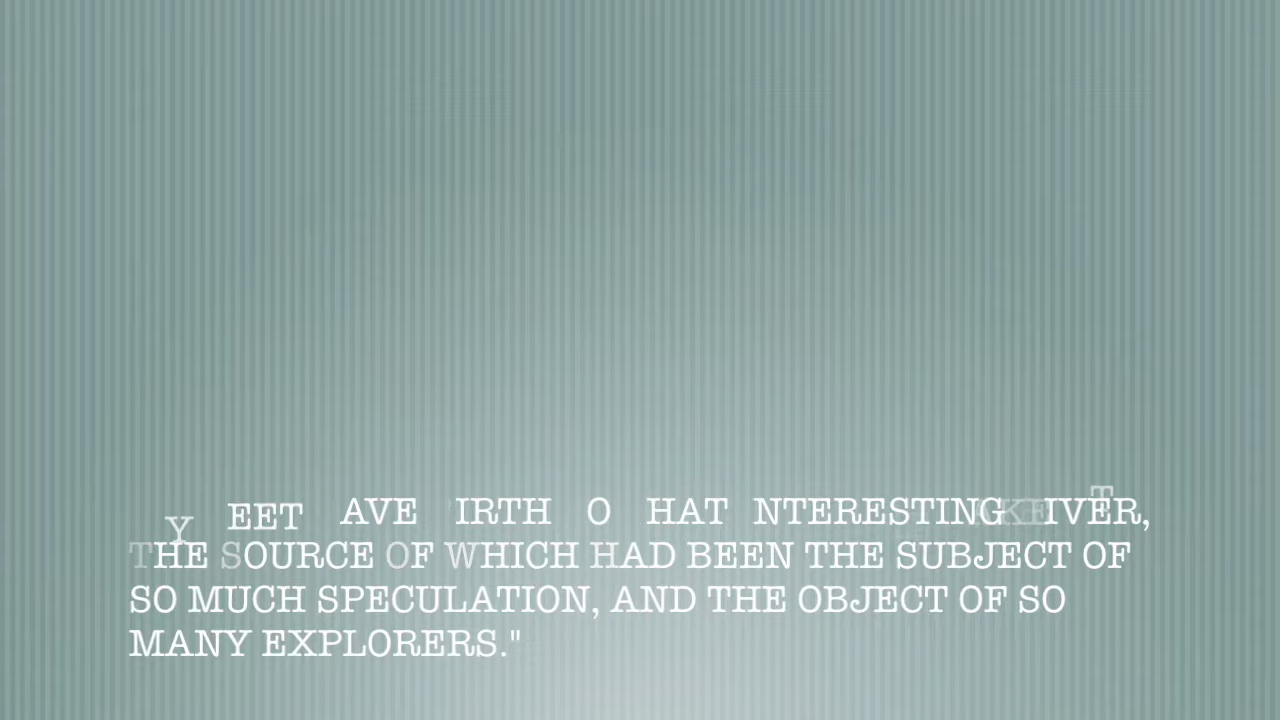 Y EET AVE IRTH O HAT NTERESTING IVER,
THE SOURCE OF WHICH HAD BEEN THE SUBJECT OF
SO MUCH SPECULATION, AND THE OBJECT OF SO
MANY EXPLORERS."